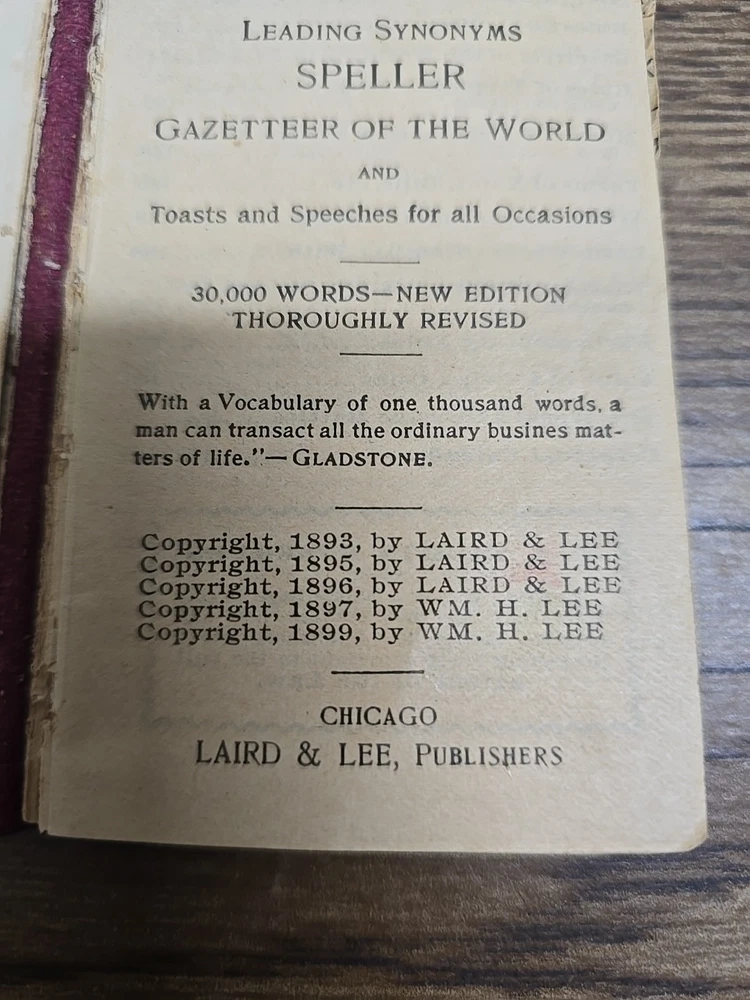 LEADING SYNONYMS
SPELLER
GAZETTEER OF THE WORLD
AND
Toasts and Speeches for all Occasions
30,000 WORDS—NEW EDITION
THOROUGHLY REVISED
With a Vocabulary of one thousand words, a
man can transact all the ordinary busines mat-
ters of life."—GLADSTONE.
Copyright, 1893, by LAIRD & LEE
Copyright, 1895, by LAIRD & LEE
Copyright, 1896, by LAIRD & LEE
Copyright, 1897, by WM. H. LEE
Copyright, 1899, by WM. H. LEE
CHICAGO
LAIRD & LEE, PUBLISHERS